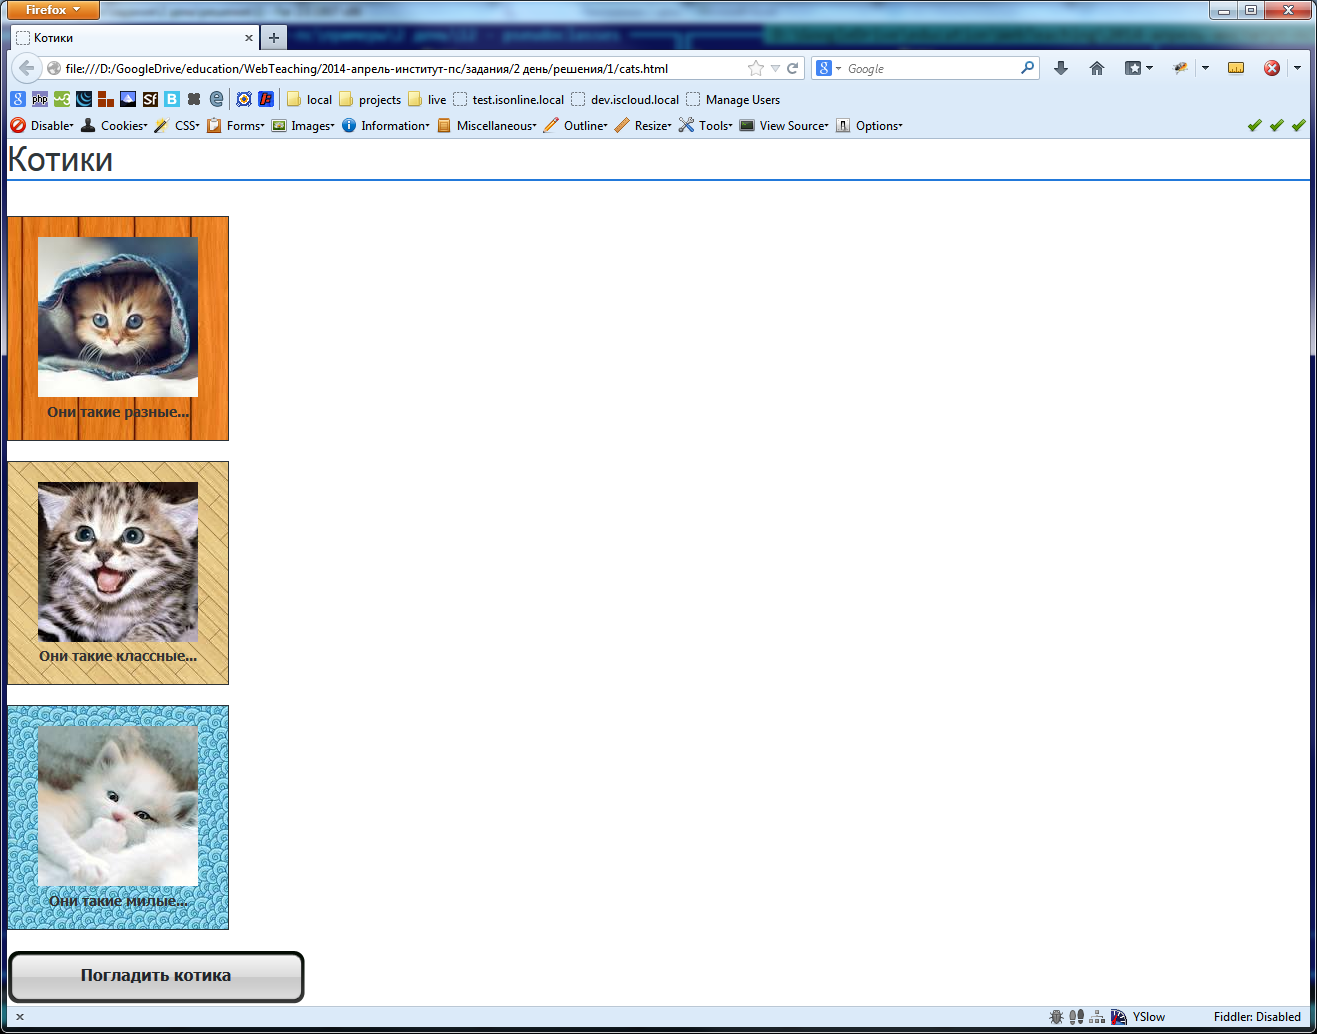 Firefox
Котики
file:///D:/GoogleDrive/education/WebTeaching/2014-апрель-институт-пс/задания/2 день/решения/1/cats.html
Google
local projects live test.isonline.local dev.iscloud.local Manage Users
Disable Cookies CSS Forms Images Information Miscellaneous Outline Resize Tools View Source Options
Котики
Они такие разные...
Они такие классные...
Они такие милые...
Погладить котика
YSlow Fiddler: Disabled